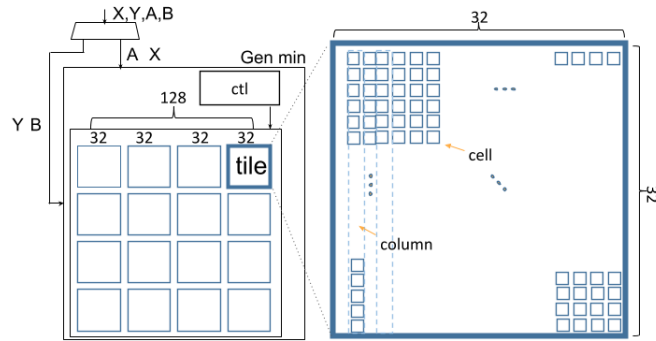 X,Y,A,B
A X
Gen min
ctl
Y B
128
32 32 32 32
tile
32
cell
column
32